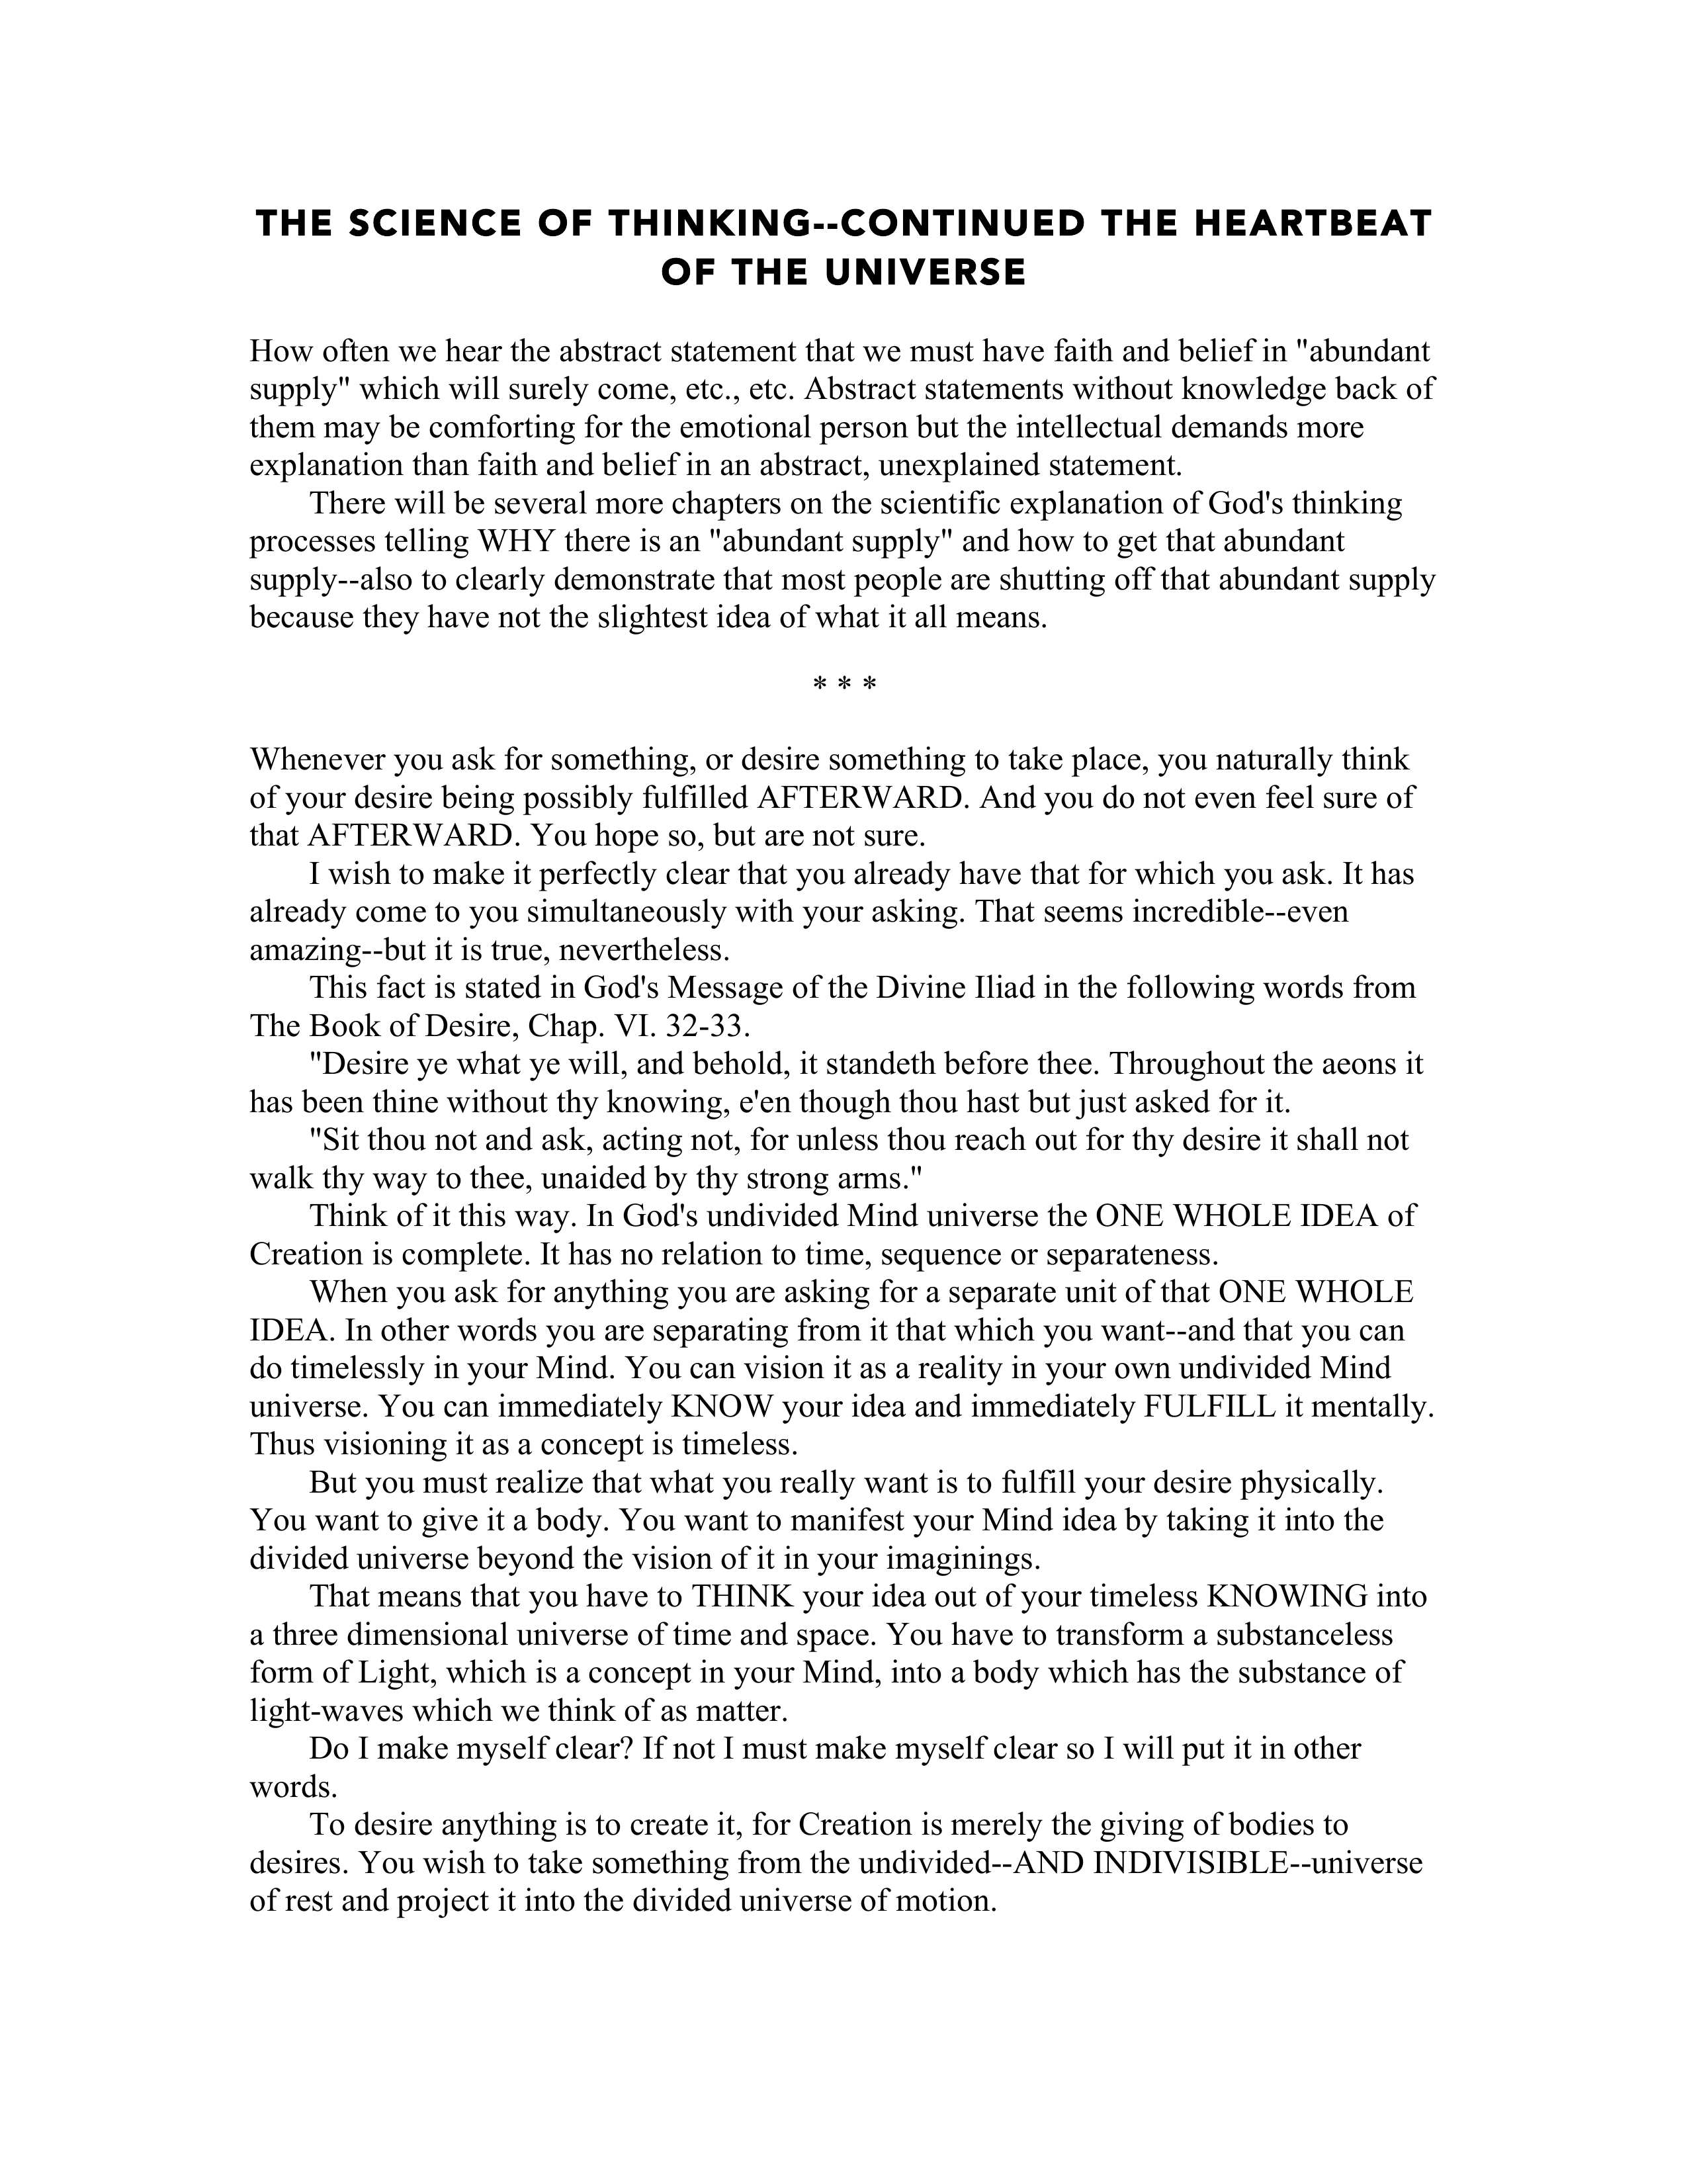 THE SCIENCE OF THINKING--CONTINUED THE HEARTBEAT
OF THE UNIVERSE
How often we hear the abstract statement that we must have faith and belief in "abundant
supply" which will surely come, etc., etc. Abstract statements without knowledge back of
them may be comforting for the emotional person but the intellectual demands more
explanation than faith and belief in an abstract, unexplained statement.
There will be several more chapters on the scientific explanation of God's thinking
processes telling WHY there is an "abundant supply" and how to get that abundant
supply--also to clearly demonstrate that most people are shutting off that abundant supply
because they have not the slightest idea of what it all means.
* * *
Whenever you ask for something, or desire something to take place, you naturally think
of your desire being possibly fulfilled AFTERWARD. And you do not even feel sure of
that AFTERWARD. You hope so, but are not sure.
I wish to make it perfectly clear that you already have that for which you ask. It has
already come to you simultaneously with your asking. That seems incredible--even
amazing--but it is true, nevertheless.
This fact is stated in God's Message of the Divine Iliad in the following words from
The Book of Desire, Chap. VI. 32-33.
"Desire ye what ye will, and behold, it standeth before thee. Throughout the aeons it
has been thine without thy knowing, e'en though thou hast but just asked for it.
"Sit thou not and ask, acting not, for unless thou reach out for thy desire it shall not
walk thy way to thee, unaided by thy strong arms."
Think of it this way. In God's undivided Mind universe the ONE WHOLE IDEA of
Creation is complete. It has no relation to time, sequence or separateness.
When you ask for anything you are asking for a separate unit of that ONE WHOLE
IDEA. In other words you are separating from it that which you want--and that you can
do timelessly in your Mind. You can vision it as a reality in your own undivided Mind
universe. You can immediately KNOW your idea and immediately FULFILL it mentally.
Thus visioning it as a concept is timeless.
But you must realize that what you really want is to fulfill your desire physically.
You want to give it a body. You want to manifest your Mind idea by taking it into the
divided universe beyond the vision of it in your imaginings.
That means that you have to THINK your idea out of your timeless KNOWING into
a three dimensional universe of time and space. You have to transform a substanceless
form of Light, which is a concept in your Mind, into a body which has the substance of
light-waves which we think of as matter.
Do I make myself clear? If not I must make myself clear so I will put it in other
words.
To desire anything is to create it, for Creation is merely the giving of bodies to
desires. You wish to take something from the undivided--AND INDIVISIBLE--universe
of rest and project it into the divided universe of motion.